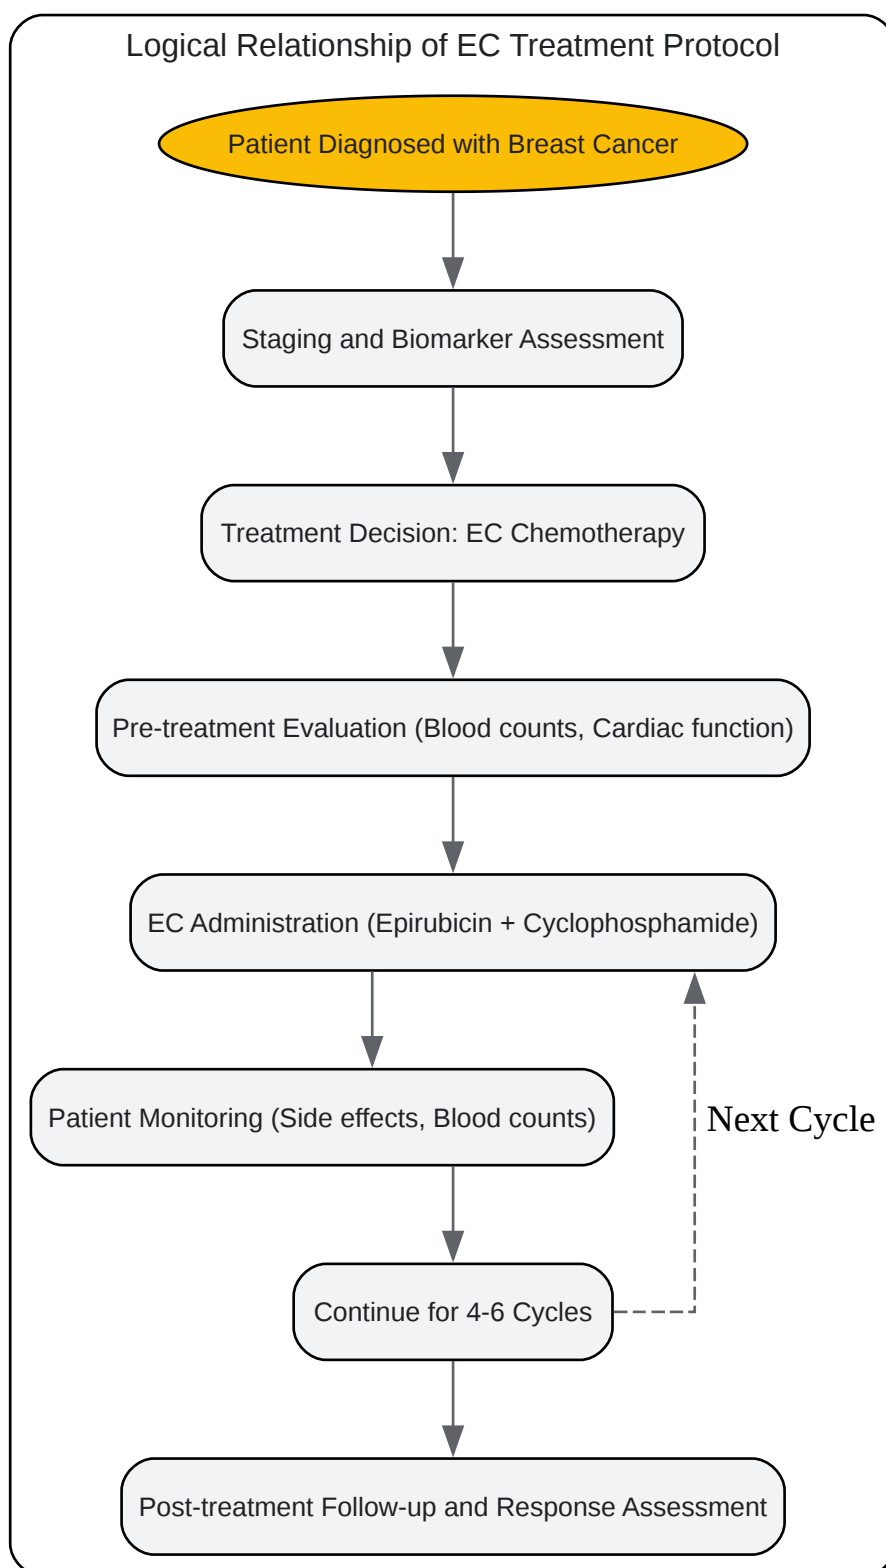 Logical Relationship of EC Treatment Protocol
Patient Diagnosed with Breast Cancer
Staging and Biomarker Assessment
Treatment Decision: EC Chemotherapy
Pre-treatment Evaluation (Blood counts, Cardiac function)
EC Administration (Epirubicin + Cyclophosphamide)
Patient Monitoring (Side effects, Blood counts)
Next Cycle
Continue for 4-6 Cycles
Post-treatment Follow-up and Response Assessment